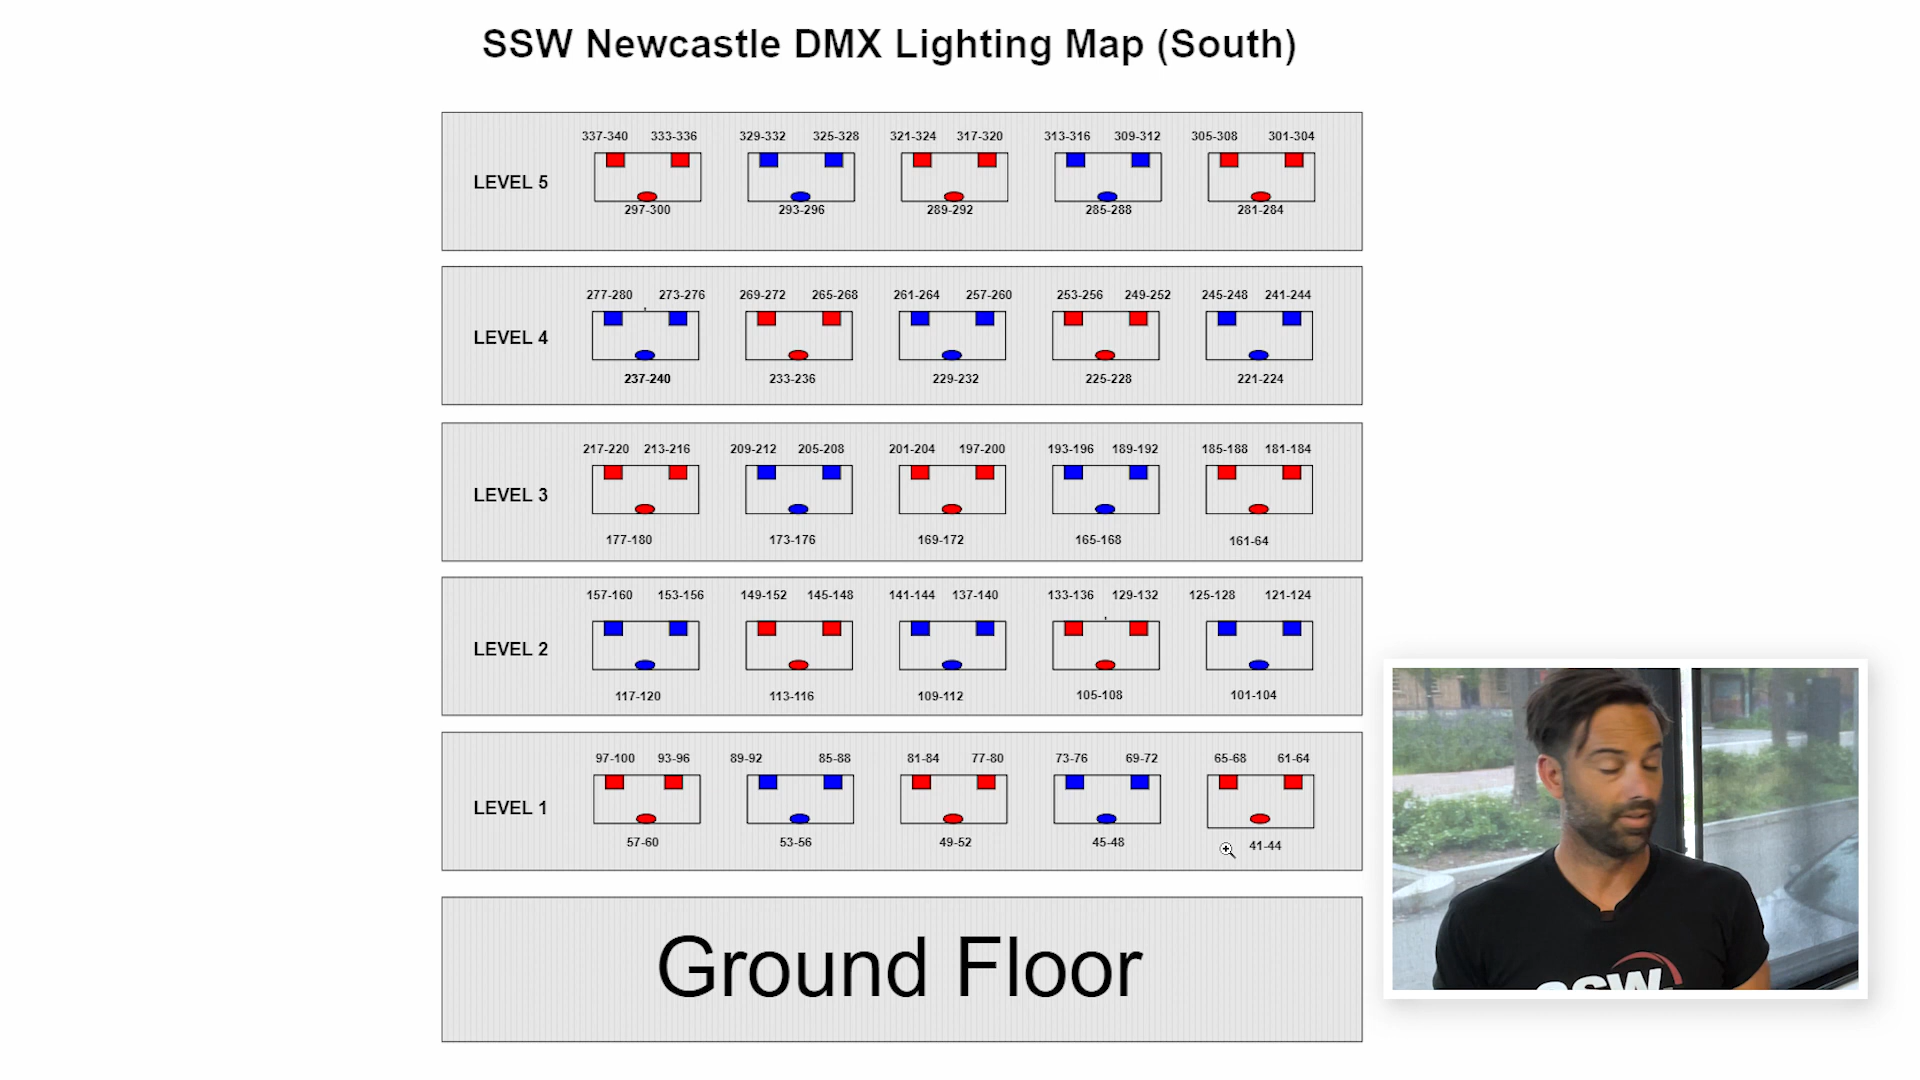 SSW Newcastle DMX Lighting Map (South)
337-340 333-336 329-332 325-328 321-324 317-320 313-316 309-312 305-308 301-304
LEVEL 5
297-300 293-296 289-292 285-288 281-284
277-280 273-276 269-272 265-268 261-264 257-260 253-256 249-252 245-248 241-244
LEVEL 4
237-240 233-236 229-232 225-228 221-224
217-220 213-216 209-212 205-208 201-204 197-200 193-196 189-192 185-188 181-184
LEVEL 3
177-180 173-176 169-172 165-168 161-64
157-160 153-156 149-152 145-148 141-144 137-140 133-136 129-132 125-128 121-124
LEVEL 2
117-120 113-116 109-112 105-108 101-104
97-100 93-96 89-92 85-88 81-84 77-80 73-76 69-72 65-68 61-64
LEVEL 1
57-60 53-56 49-52 45-48 41-44
Ground Floor
SSW